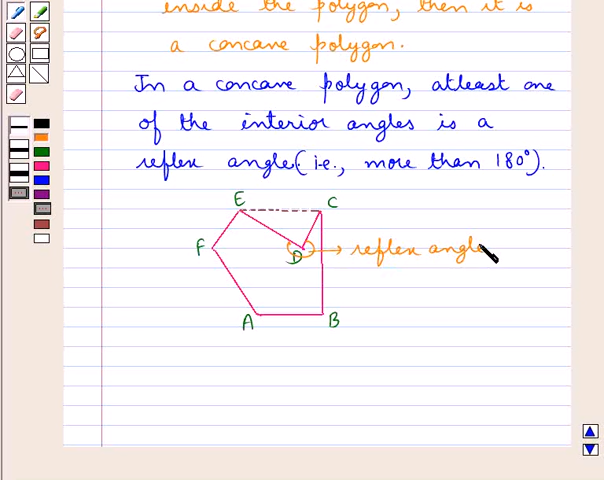 inside the polygon, then it is
a concave polygon.
In a concave polygon, atleast one
of the interior angles is a
reflex angle (i.e., more than 180°).
E C
F D → reflex angle
A B